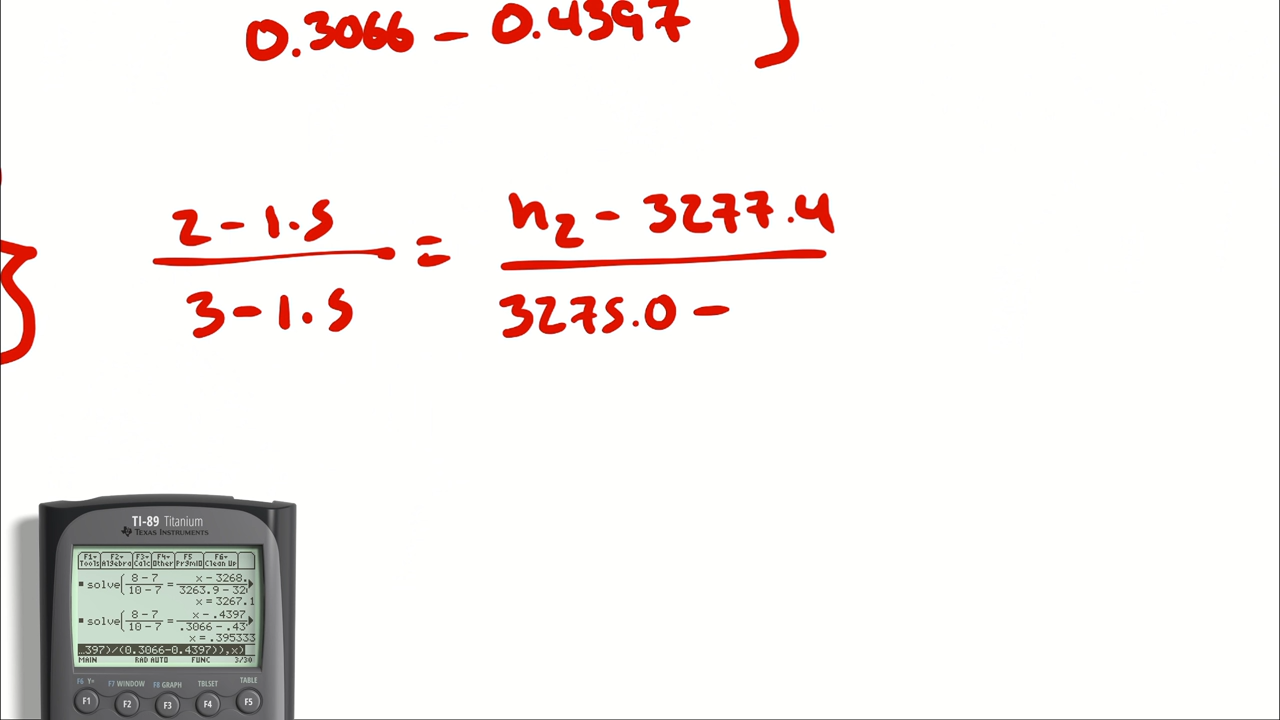 0.3066 - 0.4397 }
2 - 1.5
3 - 1.5
=
h2 - 3277.4
3275.0 -
TI-89 Titanium
TEXAS INSTRUMENTS
F1 Tools F2 Algebra F3 Calc F4 Other F5 PrgmIO F6 Clean Up
solve( 8 - 7 / 10 - 7 = x - 3268. / 3263.9 - 32
x = 3267.1
solve( 8 - 7 / 10 - 7 = x - .4397 / .3066 - .43
x = .395333
…397)/(0.3066-0.4397)),x)
MAIN RAD AUTO FUNC 3/30
F6 Y= F7 WINDOW F8 GRAPH TBLSET TABLE
F1 F2 F3 F4 F5